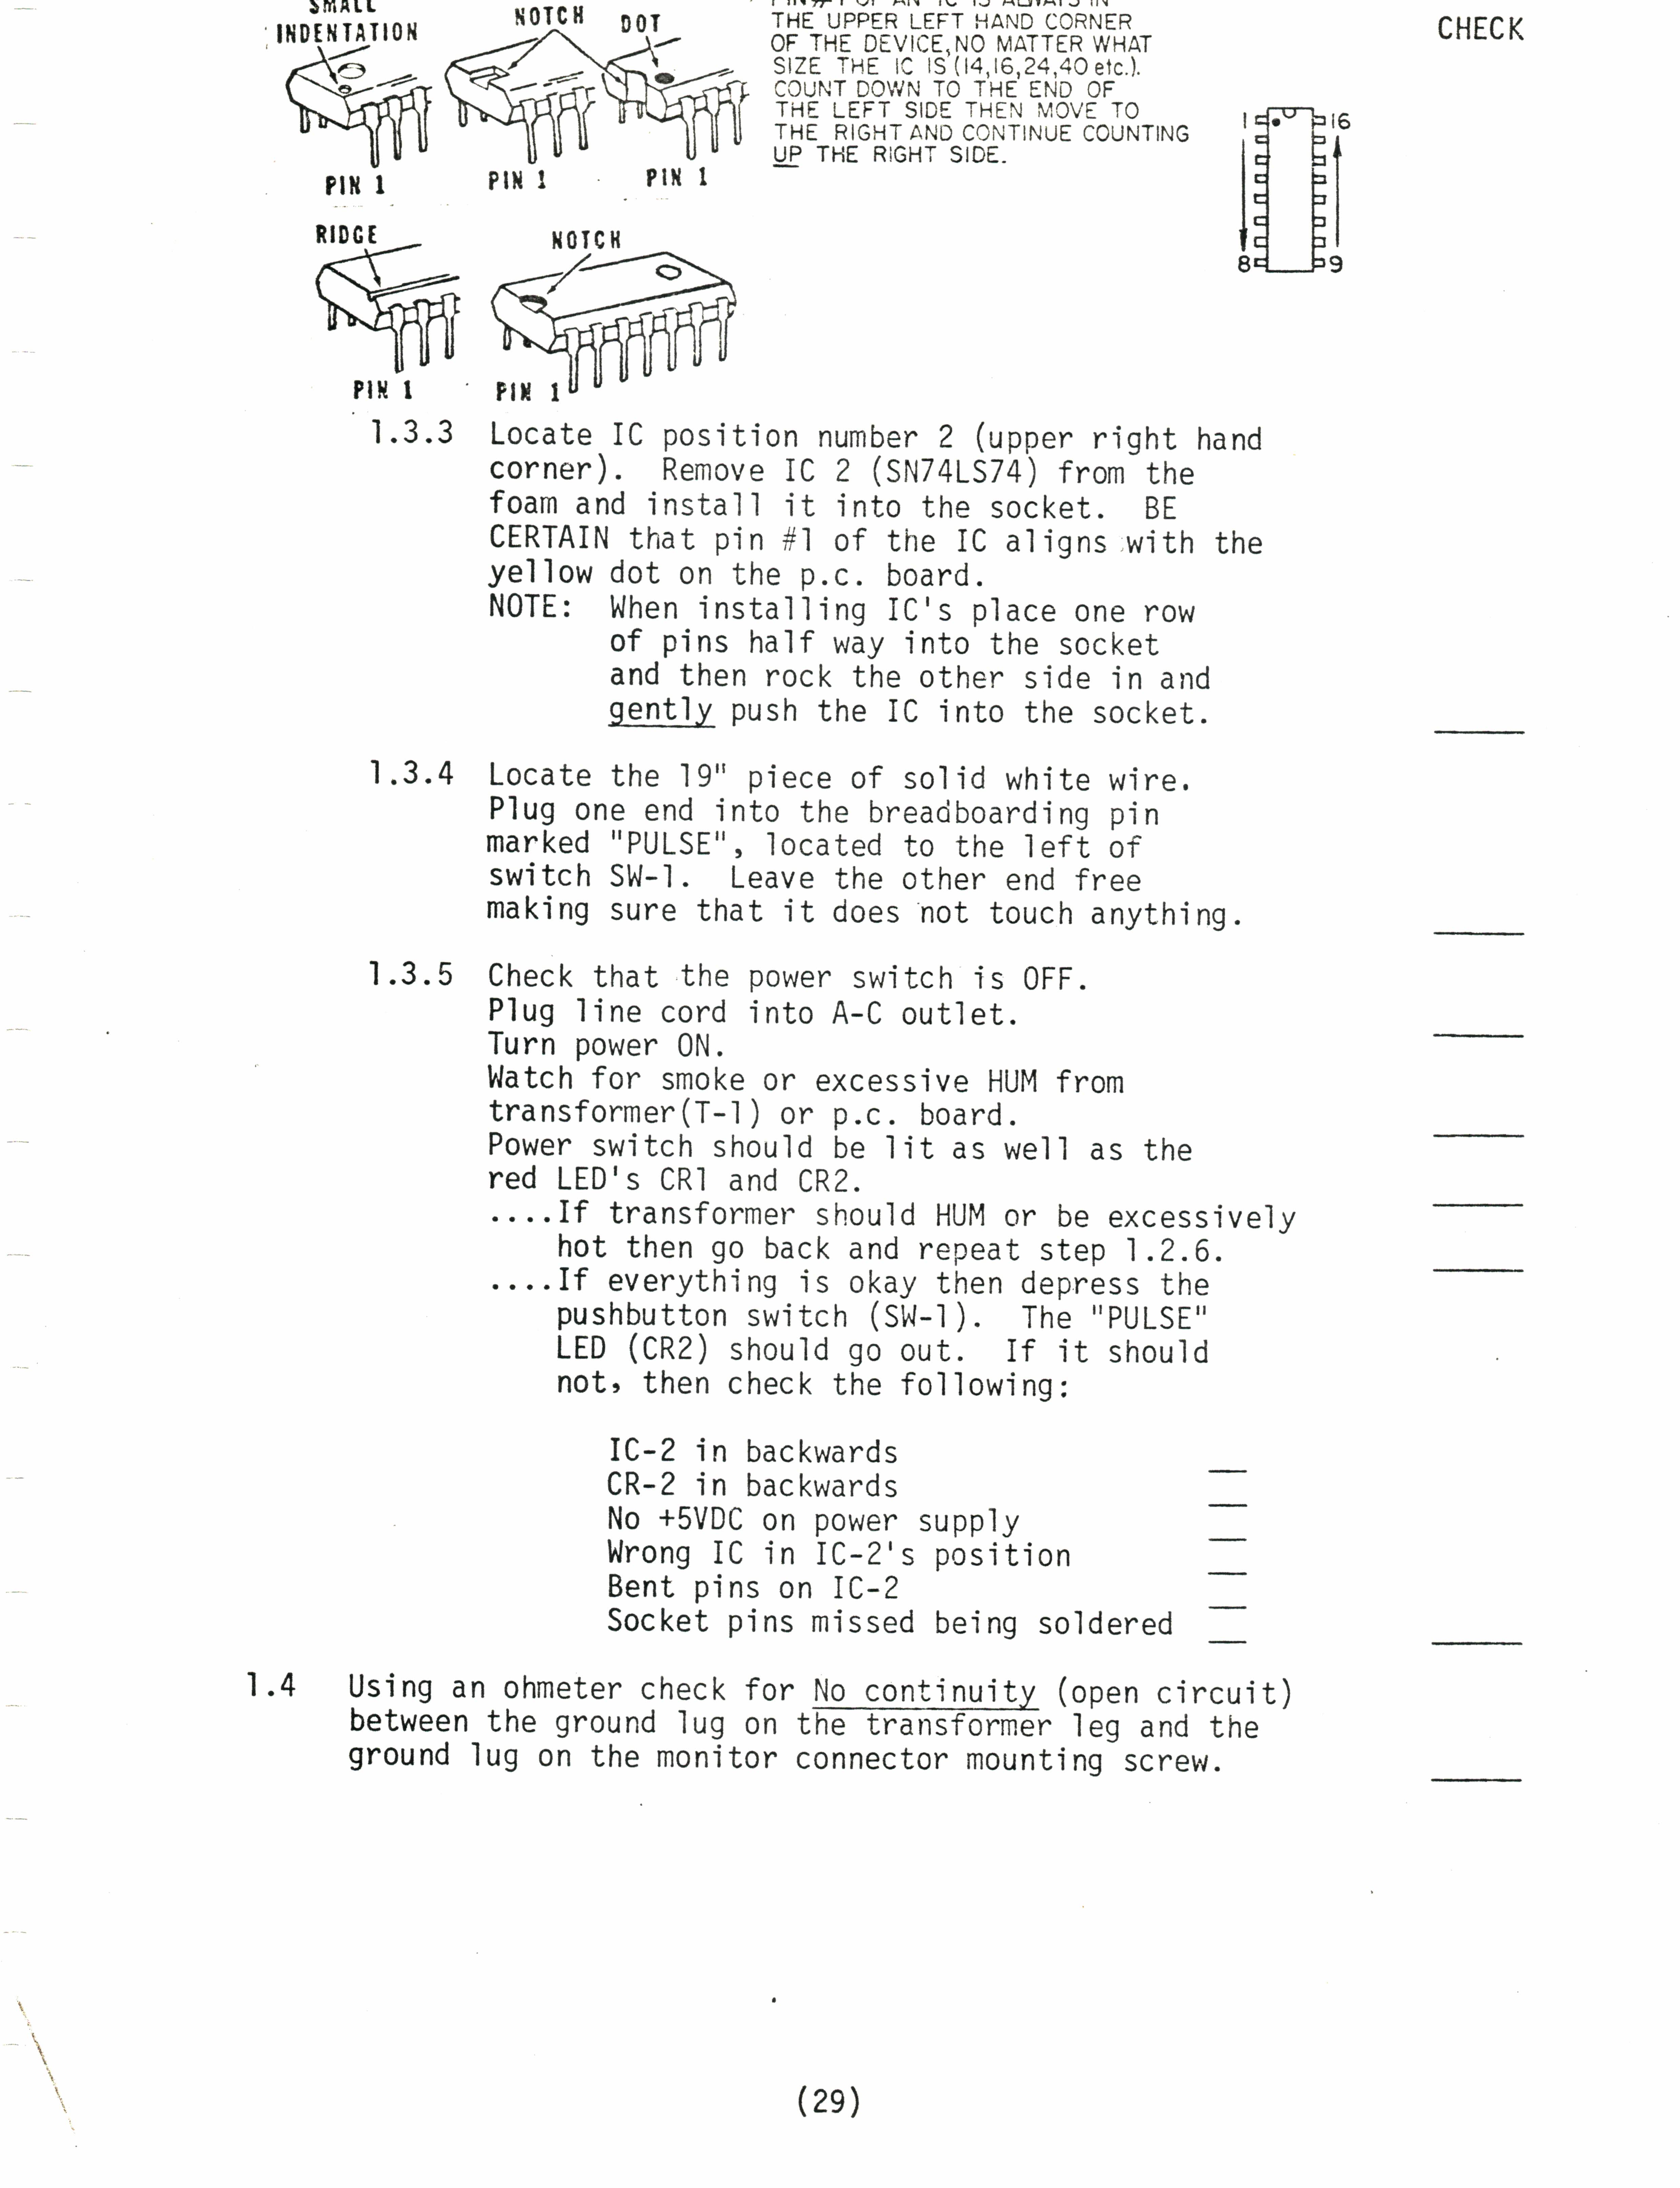 SMALL
INDENTATION
NOTCH
DOT
PIN 1
PIN 1
PIN 1
PIN#1 OF AN IC IS ALWAYS IN
THE UPPER LEFT HAND CORNER
OF THE DEVICE, NO MATTER WHAT
SIZE THE IC IS (14,16,24,40 etc.).
COUNT DOWN TO THE END OF
THE LEFT SIDE THEN MOVE TO
THE RIGHT AND CONTINUE COUNTING
UP THE RIGHT SIDE.
CHECK
1 16
8 9
RIDGE
NOTCH
PIN 1
PIN 1
1.3.3 Locate IC position number 2 (upper right hand
corner). Remove IC 2 (SN74LS74) from the
foam and install it into the socket. BE
CERTAIN that pin #1 of the IC aligns with the
yellow dot on the p.c. board.
NOTE: When installing IC's place one row
of pins half way into the socket
and then rock the other side in and
gently push the IC into the socket.
1.3.4 Locate the 19" piece of solid white wire.
Plug one end into the breadboarding pin
marked "PULSE", located to the left of
switch SW-1. Leave the other end free
making sure that it does not touch anything.
1.3.5 Check that the power switch is OFF.
Plug line cord into A-C outlet.
Turn power ON.
Watch for smoke or excessive HUM from
transformer(T-1) or p.c. board.
Power switch should be lit as well as the
red LED's CR1 and CR2.
....If transformer should HUM or be excessively
hot then go back and repeat step 1.2.6.
....If everything is okay then depress the
pushbutton switch (SW-1). The "PULSE"
LED (CR2) should go out. If it should
not, then check the following:
IC-2 in backwards
CR-2 in backwards
No +5VDC on power supply
Wrong IC in IC-2's position
Bent pins on IC-2
Socket pins missed being soldered
1.4 Using an ohmeter check for No continuity (open circuit)
between the ground lug on the transformer leg and the
ground lug on the monitor connector mounting screw.
(29)